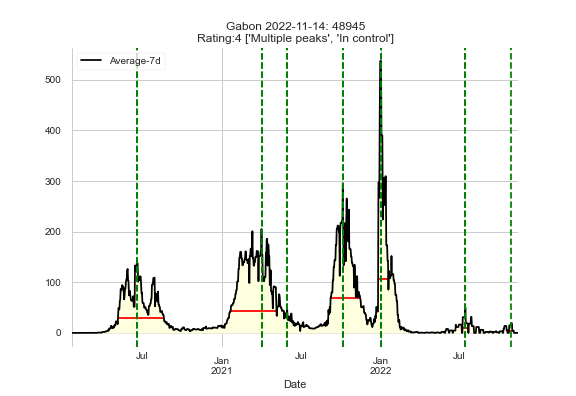 Gabon 2022-11-14: 48945
Rating:4 ['Multiple peaks', 'In control']
Average-7d
500
400
300
200
100
0
Jul
Jan
2021
Jul
Jan
2022
Jul
Date